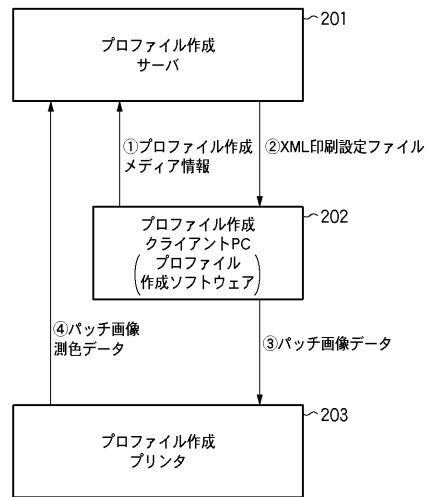 201
プロファイル作成
サーバ
①プロファイル作成
メディア情報
②XML印刷設定ファイル
202
プロファイル作成
クライアントPC
(プロファイル
作成ソフトウェア)
④パッチ画像
測色データ
③パッチ画像データ
203
プロファイル作成
プリンタ